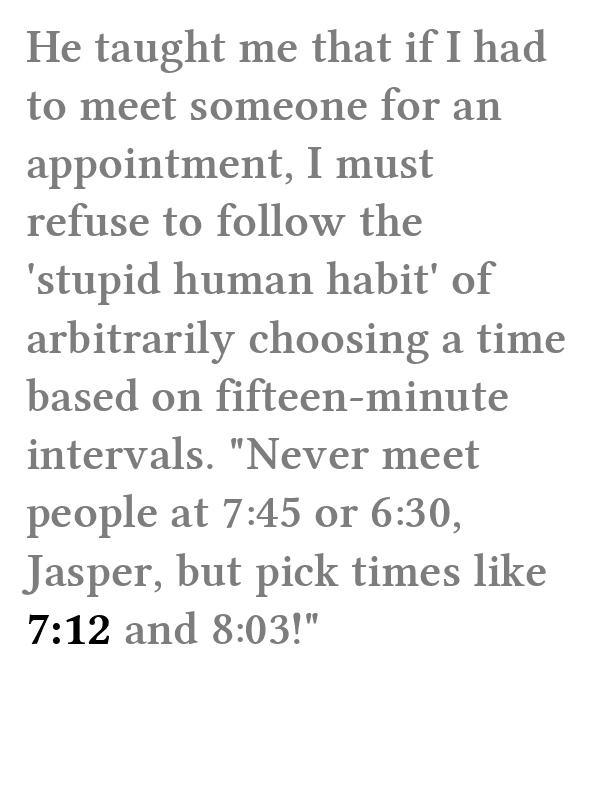 He taught me that if I had
to meet someone for an
appointment, I must
refuse to follow the
'stupid human habit' of
arbitrarily choosing a time
based on fifteen-minute
intervals. "Never meet
people at 7:45 or 6:30,
Jasper, but pick times like
7:12 and 8:03!"